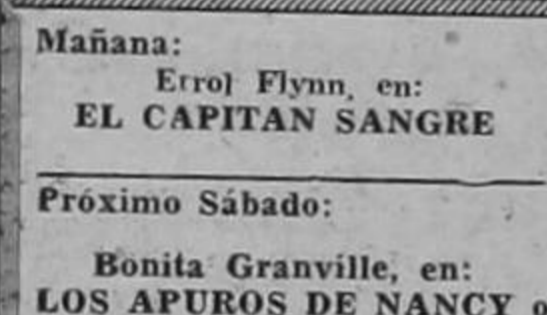 Mañana:
Errol Flynn, en:
EL CAPITAN SANGRE
Próximo Sábado:
Bonita Granville, en:
LOS APUROS DE NANCY o